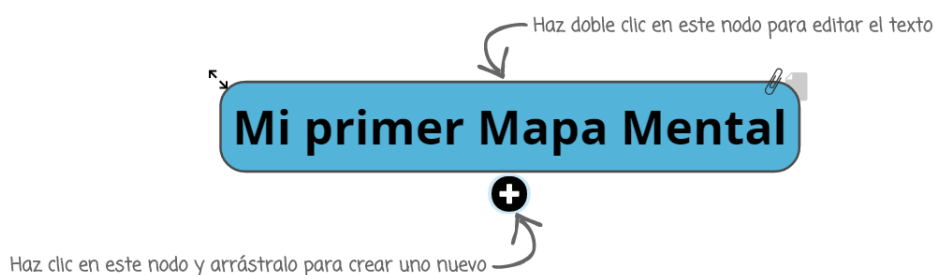 Haz doble clic en este nodo para editar el texto
Mi primer Mapa Mental
Haz clic en este nodo y arrástralo para crear uno nuevo